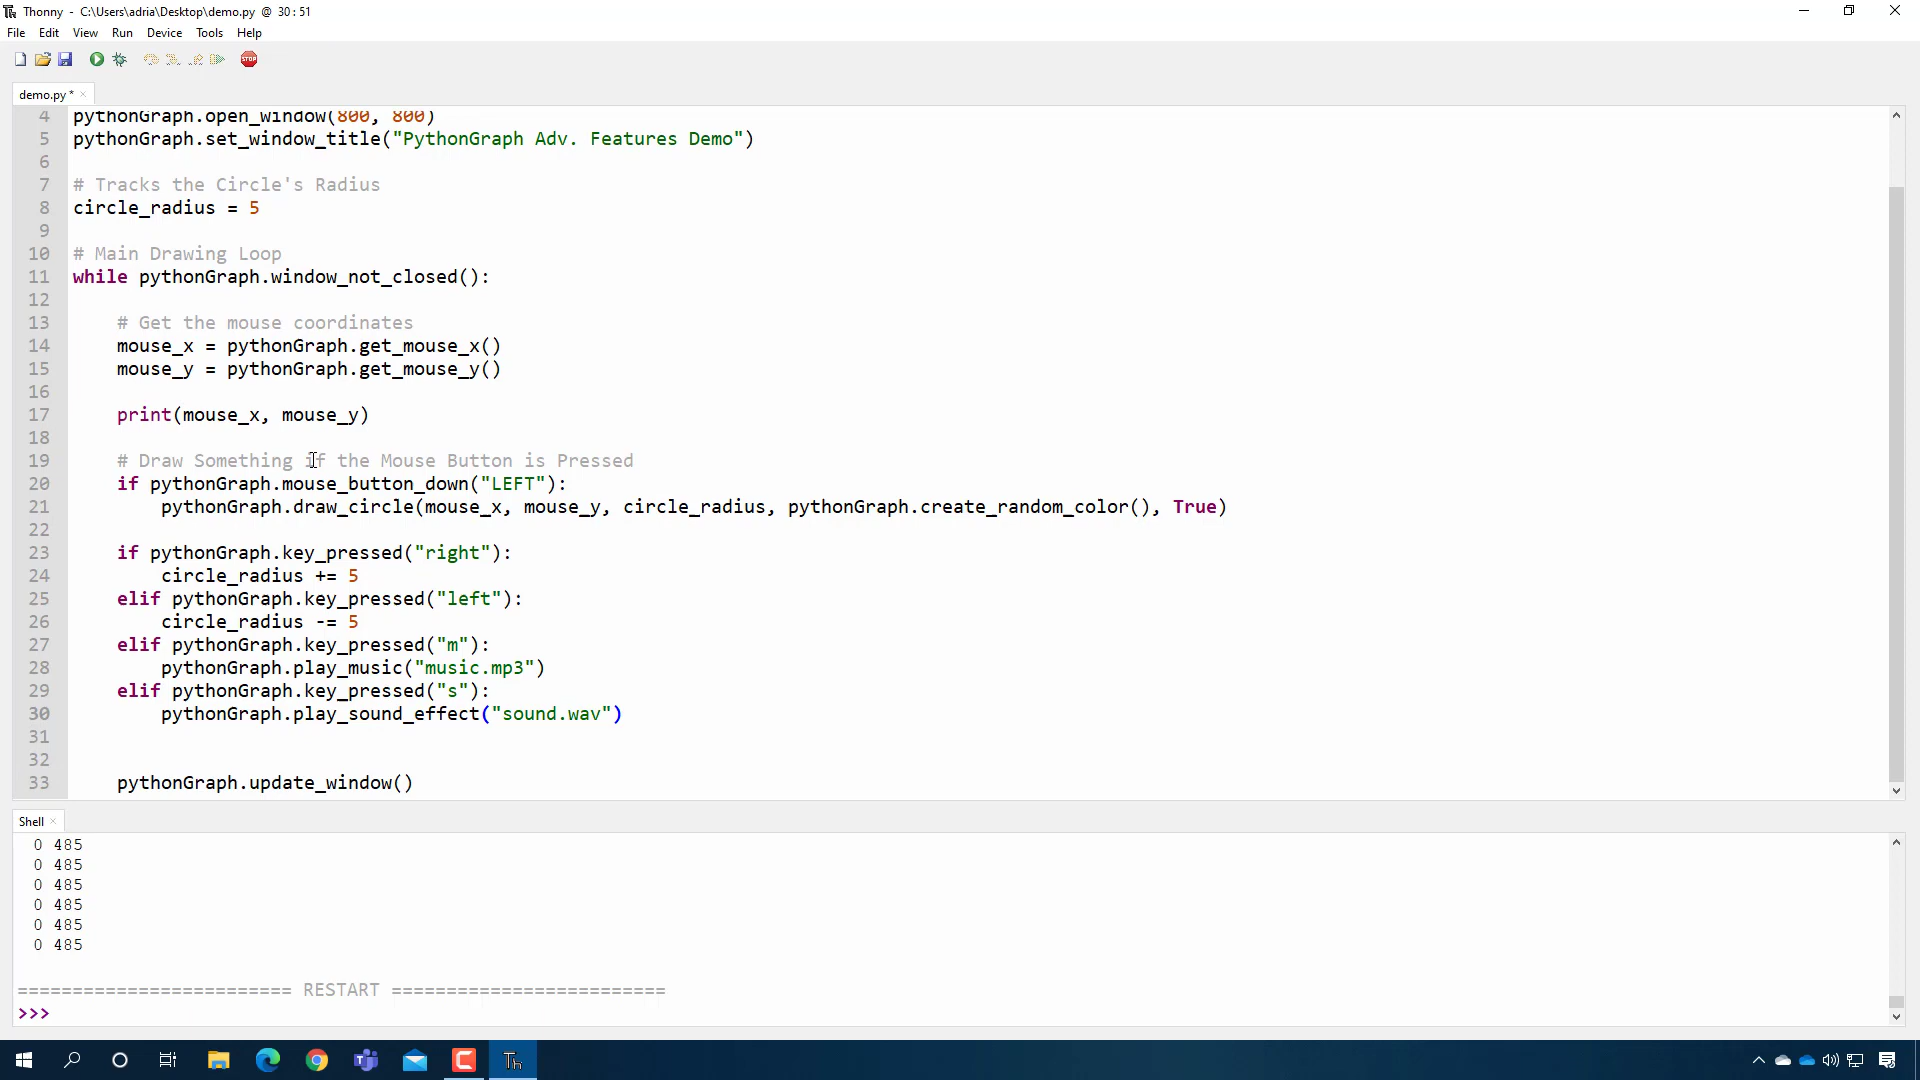 Thonny - C:\Users\adria\Desktop\demo.py @ 30:51
File Edit View Run Device Tools Help
STOP
demo.py * ×
4 pythonGraph.open_window(800, 800)
5 pythonGraph.set_window_title("PythonGraph Adv. Features Demo")
6
7 # Tracks the Circle's Radius
8 circle_radius = 5
9
10 # Main Drawing Loop
11 while pythonGraph.window_not_closed():
12
13 # Get the mouse coordinates
14 mouse_x = pythonGraph.get_mouse_x()
15 mouse_y = pythonGraph.get_mouse_y()
16
17 print(mouse_x, mouse_y)
18
19 # Draw Something if the Mouse Button is Pressed
20 if pythonGraph.mouse_button_down("LEFT"):
21 pythonGraph.draw_circle(mouse_x, mouse_y, circle_radius, pythonGraph.create_random_color(), True)
22
23 if pythonGraph.key_pressed("right"):
24 circle_radius += 5
25 elif pythonGraph.key_pressed("left"):
26 circle_radius -= 5
27 elif pythonGraph.key_pressed("m"):
28 pythonGraph.play_music("music.mp3")
29 elif pythonGraph.key_pressed("s"):
30 pythonGraph.play_sound_effect("sound.wav")
31
32
33 pythonGraph.update_window()
Shell ×
0 485
0 485
0 485
0 485
0 485
0 485
========================= RESTART =========================
>>>
Th